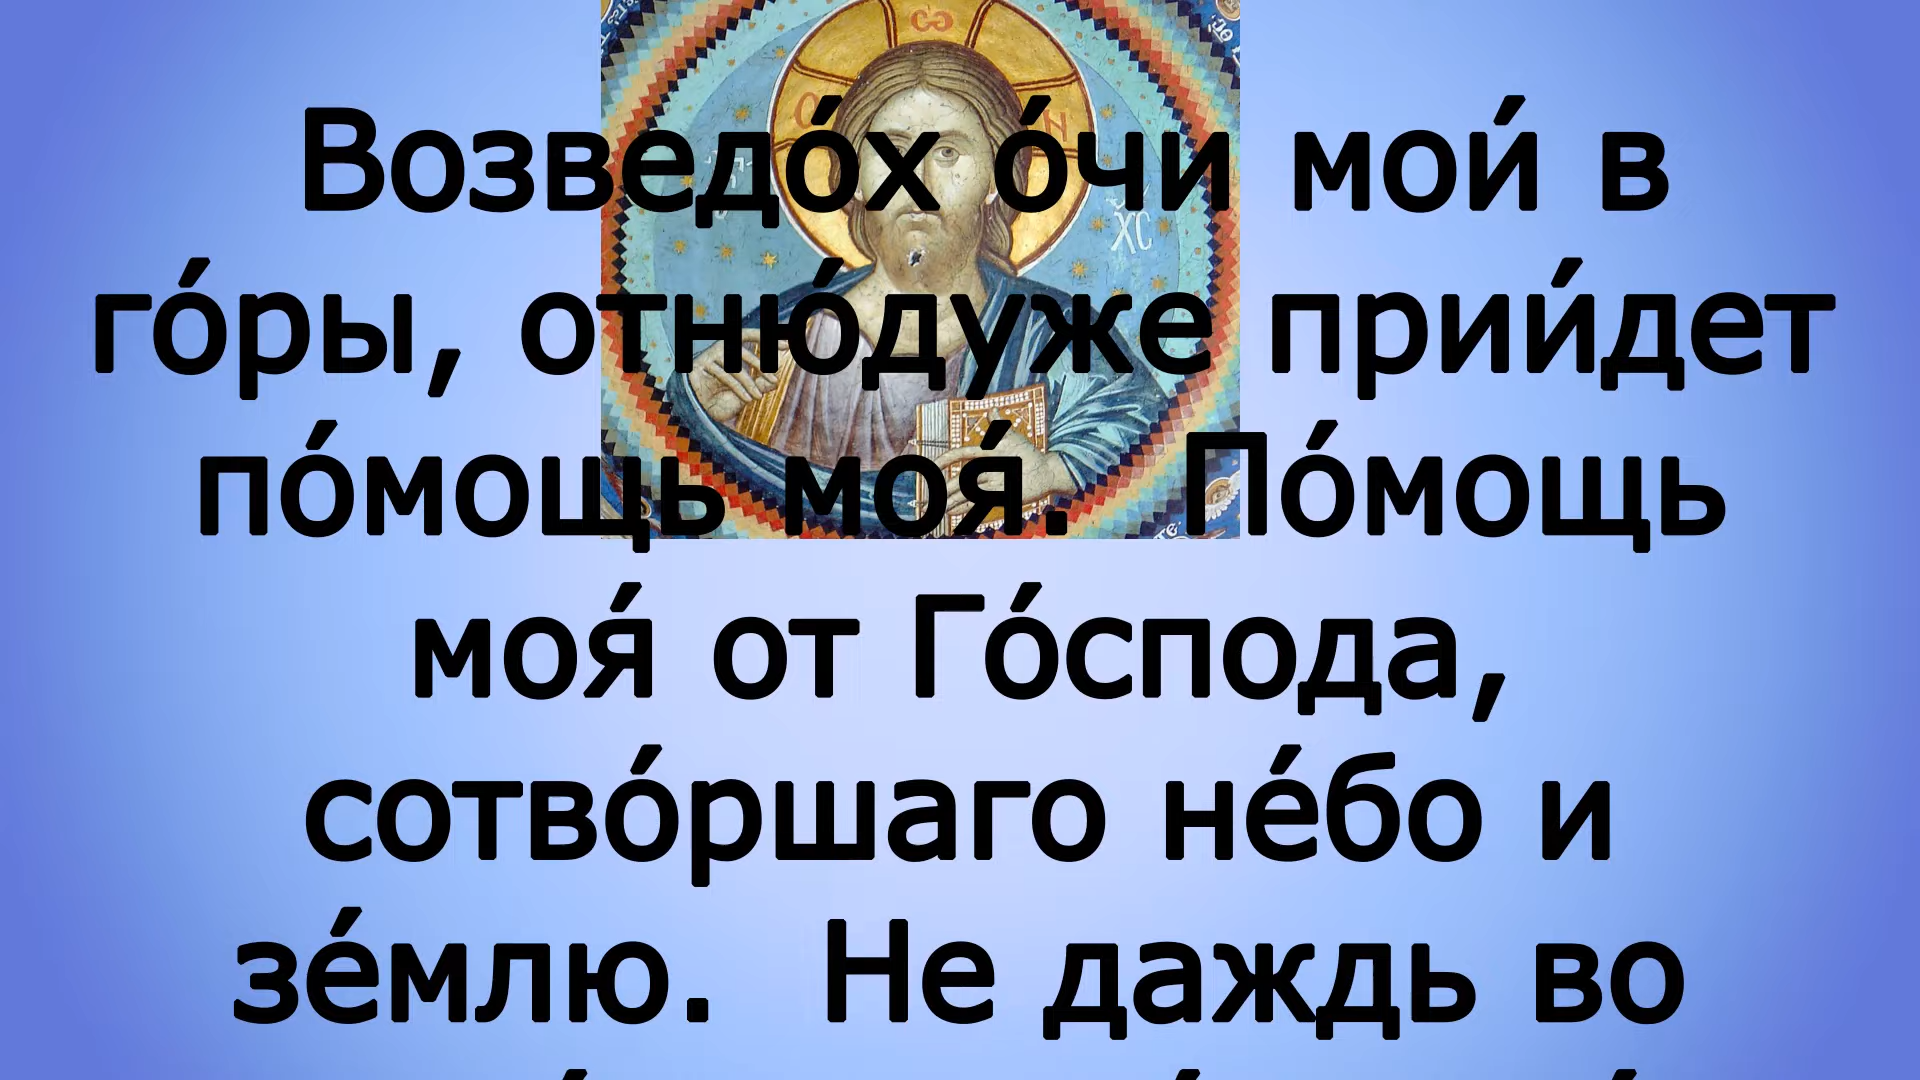 Возведо́х о́чи мои́ в
го́ры, отню́дуже прии́дет
по́мощь моя́. По́мощь
моя́ от Го́спода,
сотво́ршаго не́бо и
зе́млю. Не даждь во
ХС